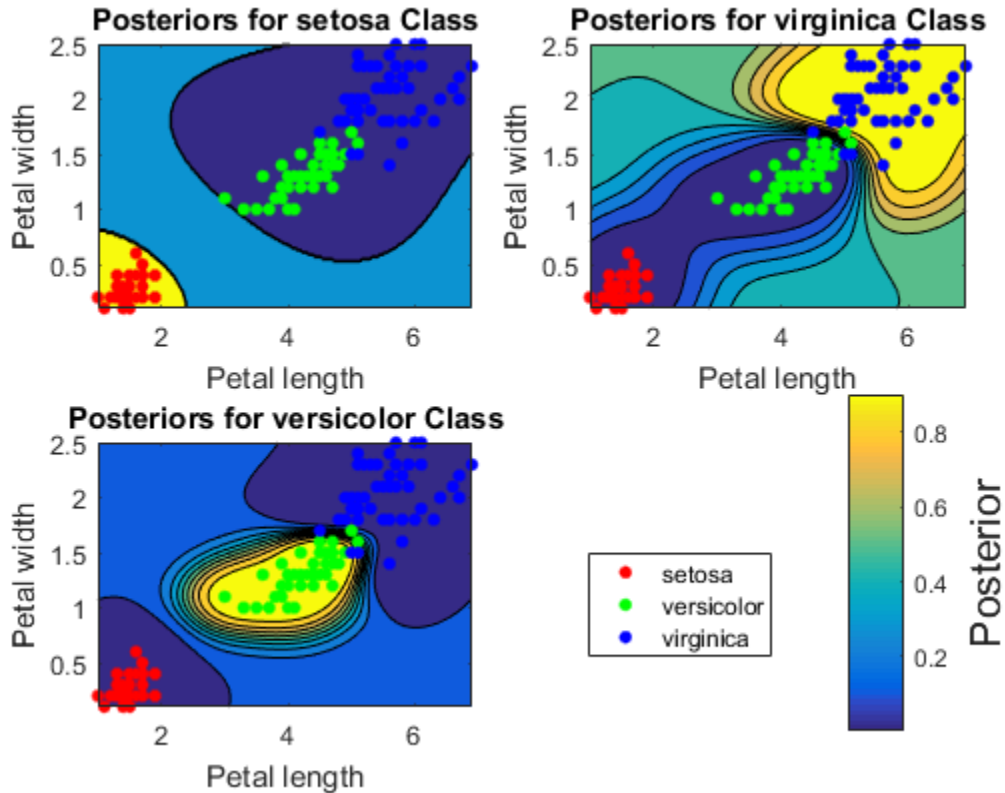 Posteriors for setosa Class
2.5
2
1.5
1
0.5
2
4
6
Petal width
Petal length
Posteriors for virginica Class
2.5
2
1.5
1
0.5
2
4
6
Petal width
Petal length
Posteriors for versicolor Class
2.5
2
1.5
1
0.5
2
4
6
Petal width
Petal length
setosa
versicolor
virginica
0.8
0.6
0.4
0.2
Posterior